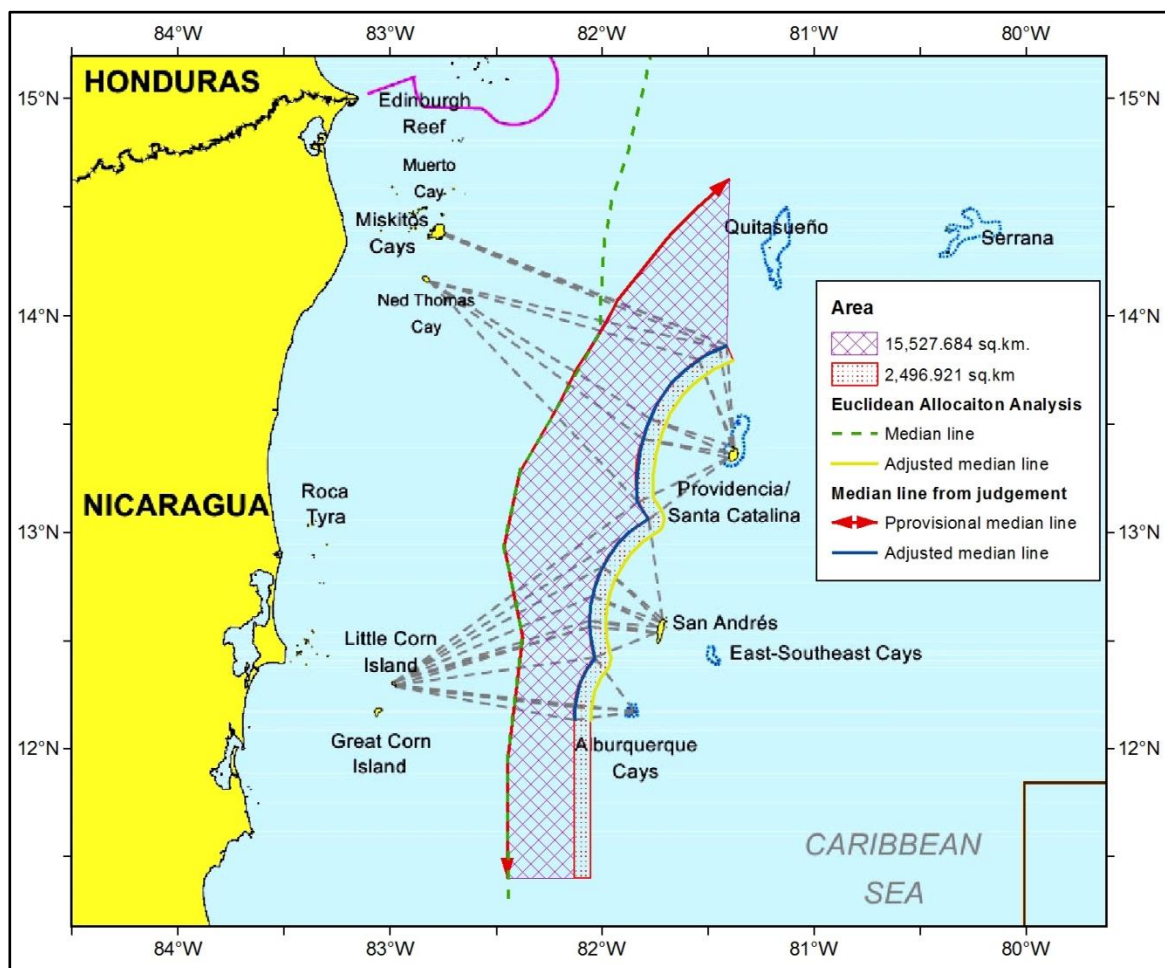 84°W
83°W
82°W
81°W
80°W
HONDURAS
15°N
15°N
Edinburgh
Reef
Muerto
Cay
Miskitos
Cays
Quitasueño
Serrana
Ned Thomas
Cay
14°N
14°N
Area
15,527.684 sq.km.
2,496.921 sq.km
Euclidean Allocaiton Analysis
Median line
Adjusted median line
Median line from judgement
Pprovisional median line
Adjusted median line
NICARAGUA
Roca
Tyra
Providencia/
Santa Catalina
13°N
13°N
Little Corn
Island
San Andrés
East-Southeast Cays
Great Corn
Island
Alburquerque
Cays
12°N
12°N
CARIBBEAN
SEA
84°W
83°W
82°W
81°W
80°W